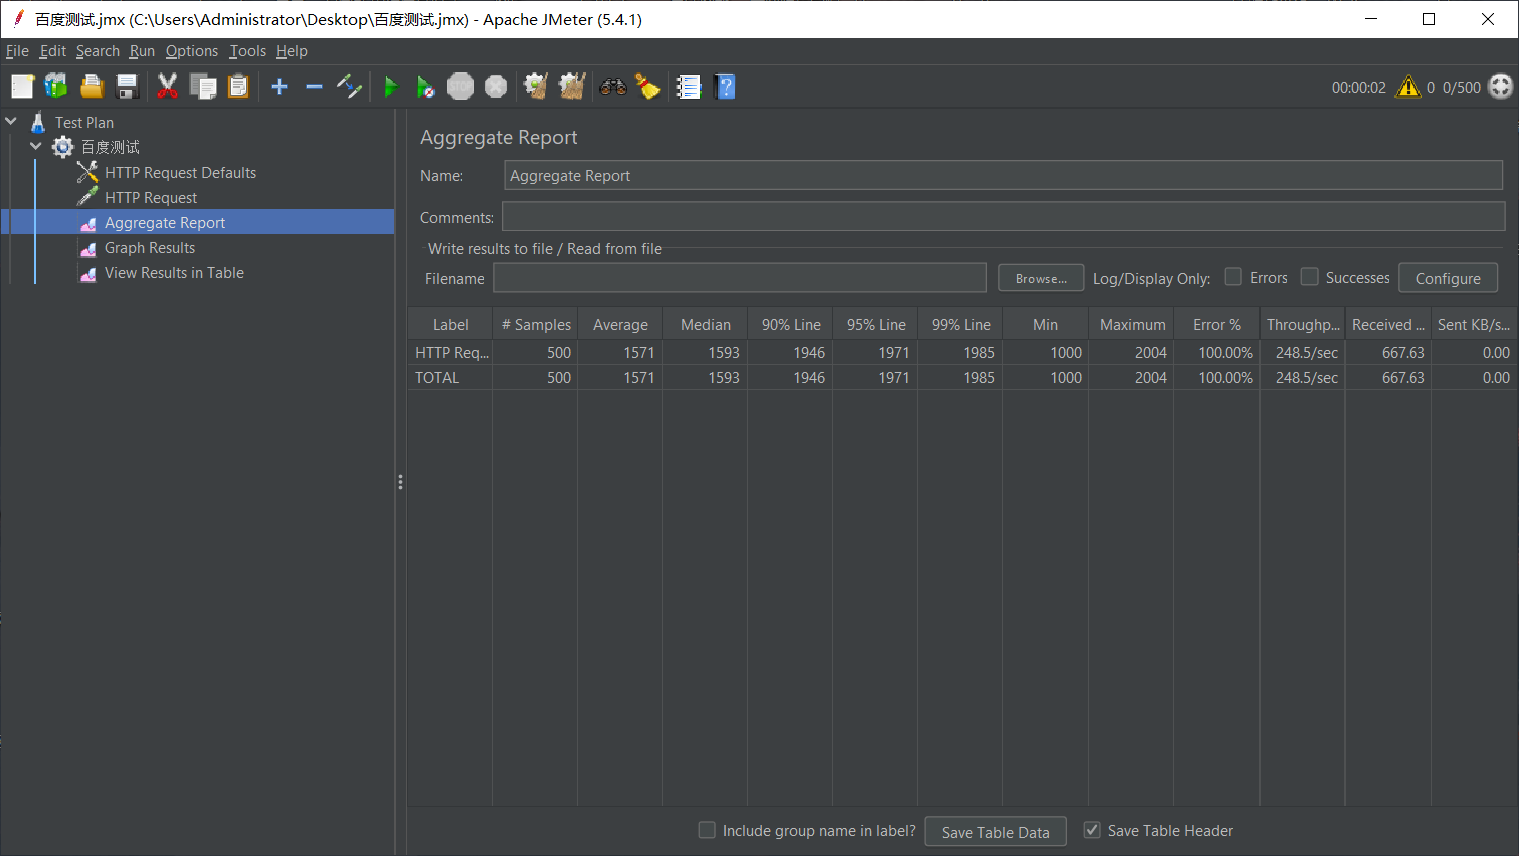 百度测试.jmx (C:\Users\Administrator\Desktop\百度测试.jmx) - Apache JMeter (5.4.1)
File Edit Search Run Options Tools Help
STOP
?
00:00:02 0 0/500
Test Plan
百度测试
HTTP Request Defaults
HTTP Request
Aggregate Report
Graph Results
View Results in Table
Aggregate Report
Name: Aggregate Report
Comments:
Write results to file / Read from file
Filename Browse... Log/Display Only: Errors Successes Configure
Label # Samples Average Median 90% Line 95% Line 99% Line Min Maximum Error % Throughp... Received ... Sent KB/s...
HTTP Req... 500 1571 1593 1946 1971 1985 1000 2004 100.00% 248.5/sec 667.63 0.00
TOTAL 500 1571 1593 1946 1971 1985 1000 2004 100.00% 248.5/sec 667.63 0.00
Include group name in label? Save Table Data Save Table Header